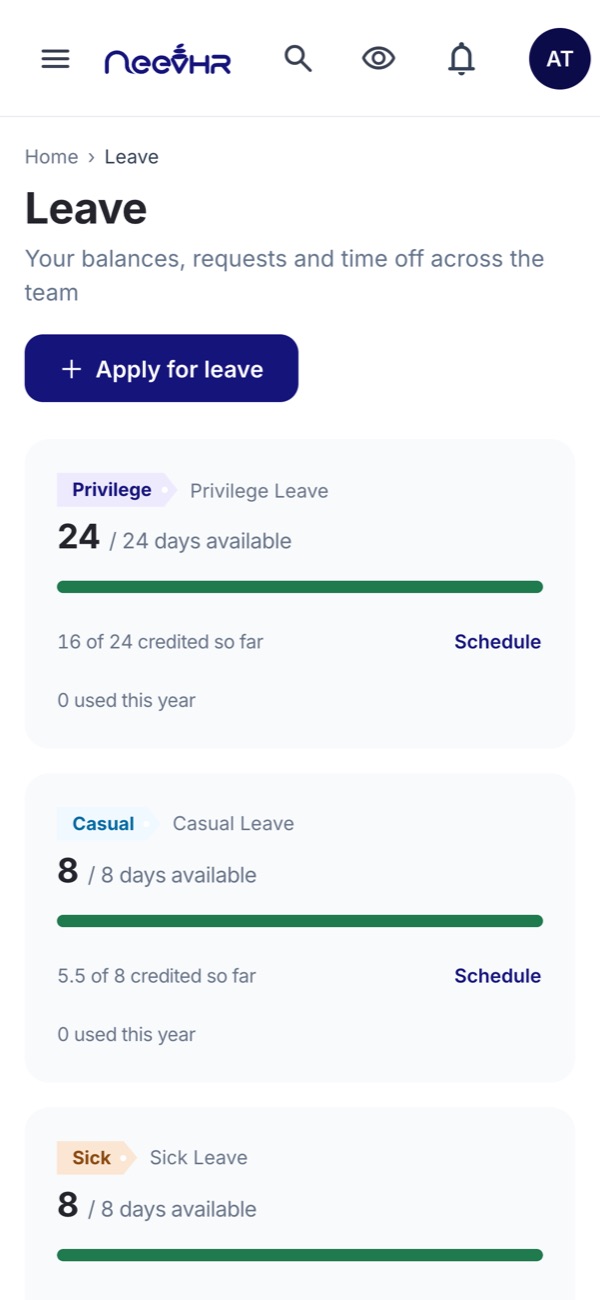 neevHR
AT
Home › Leave
Leave
Your balances, requests and time off across the
team
+ Apply for leave
Privilege Privilege Leave
24 / 24 days available
16 of 24 credited so far Schedule
0 used this year
Casual Casual Leave
8 / 8 days available
5.5 of 8 credited so far Schedule
0 used this year
Sick Sick Leave
8 / 8 days available